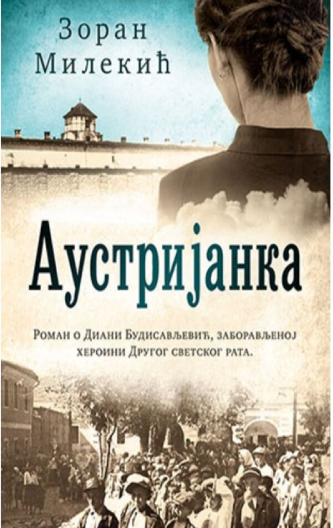 Зоран
Милекић
Аустријанка
Роман о Диани Будисављевић, заборављеној
хероини Другог светског рата.